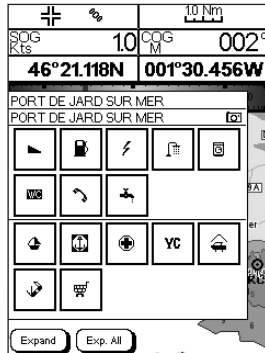 1.0 Nm
SOG Kts 1.0 COG M 002°
46°21.118N 001°30.456W
PORT DE JARD SUR MER
PORT DE JARD SUR MER
WC
YC
Expand Exp. All